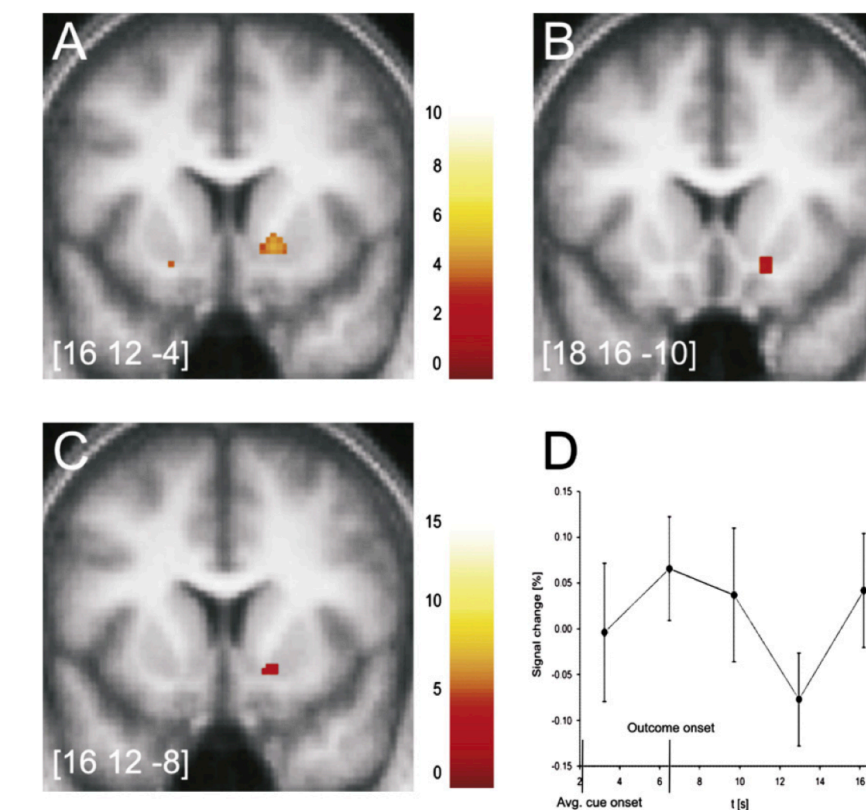 A
10
8
6
4
2
0
[16 12 -4]
B
[18 16 -10]
C
15
10
5
0
[16 12 -8]
D
0.15
0.10
0.05
0.00
-0.05
-0.10
-0.15
Signal change [%]
Outcome onset
2 4 6 8 10 12 14 16
Avg. cue onset
t [s]